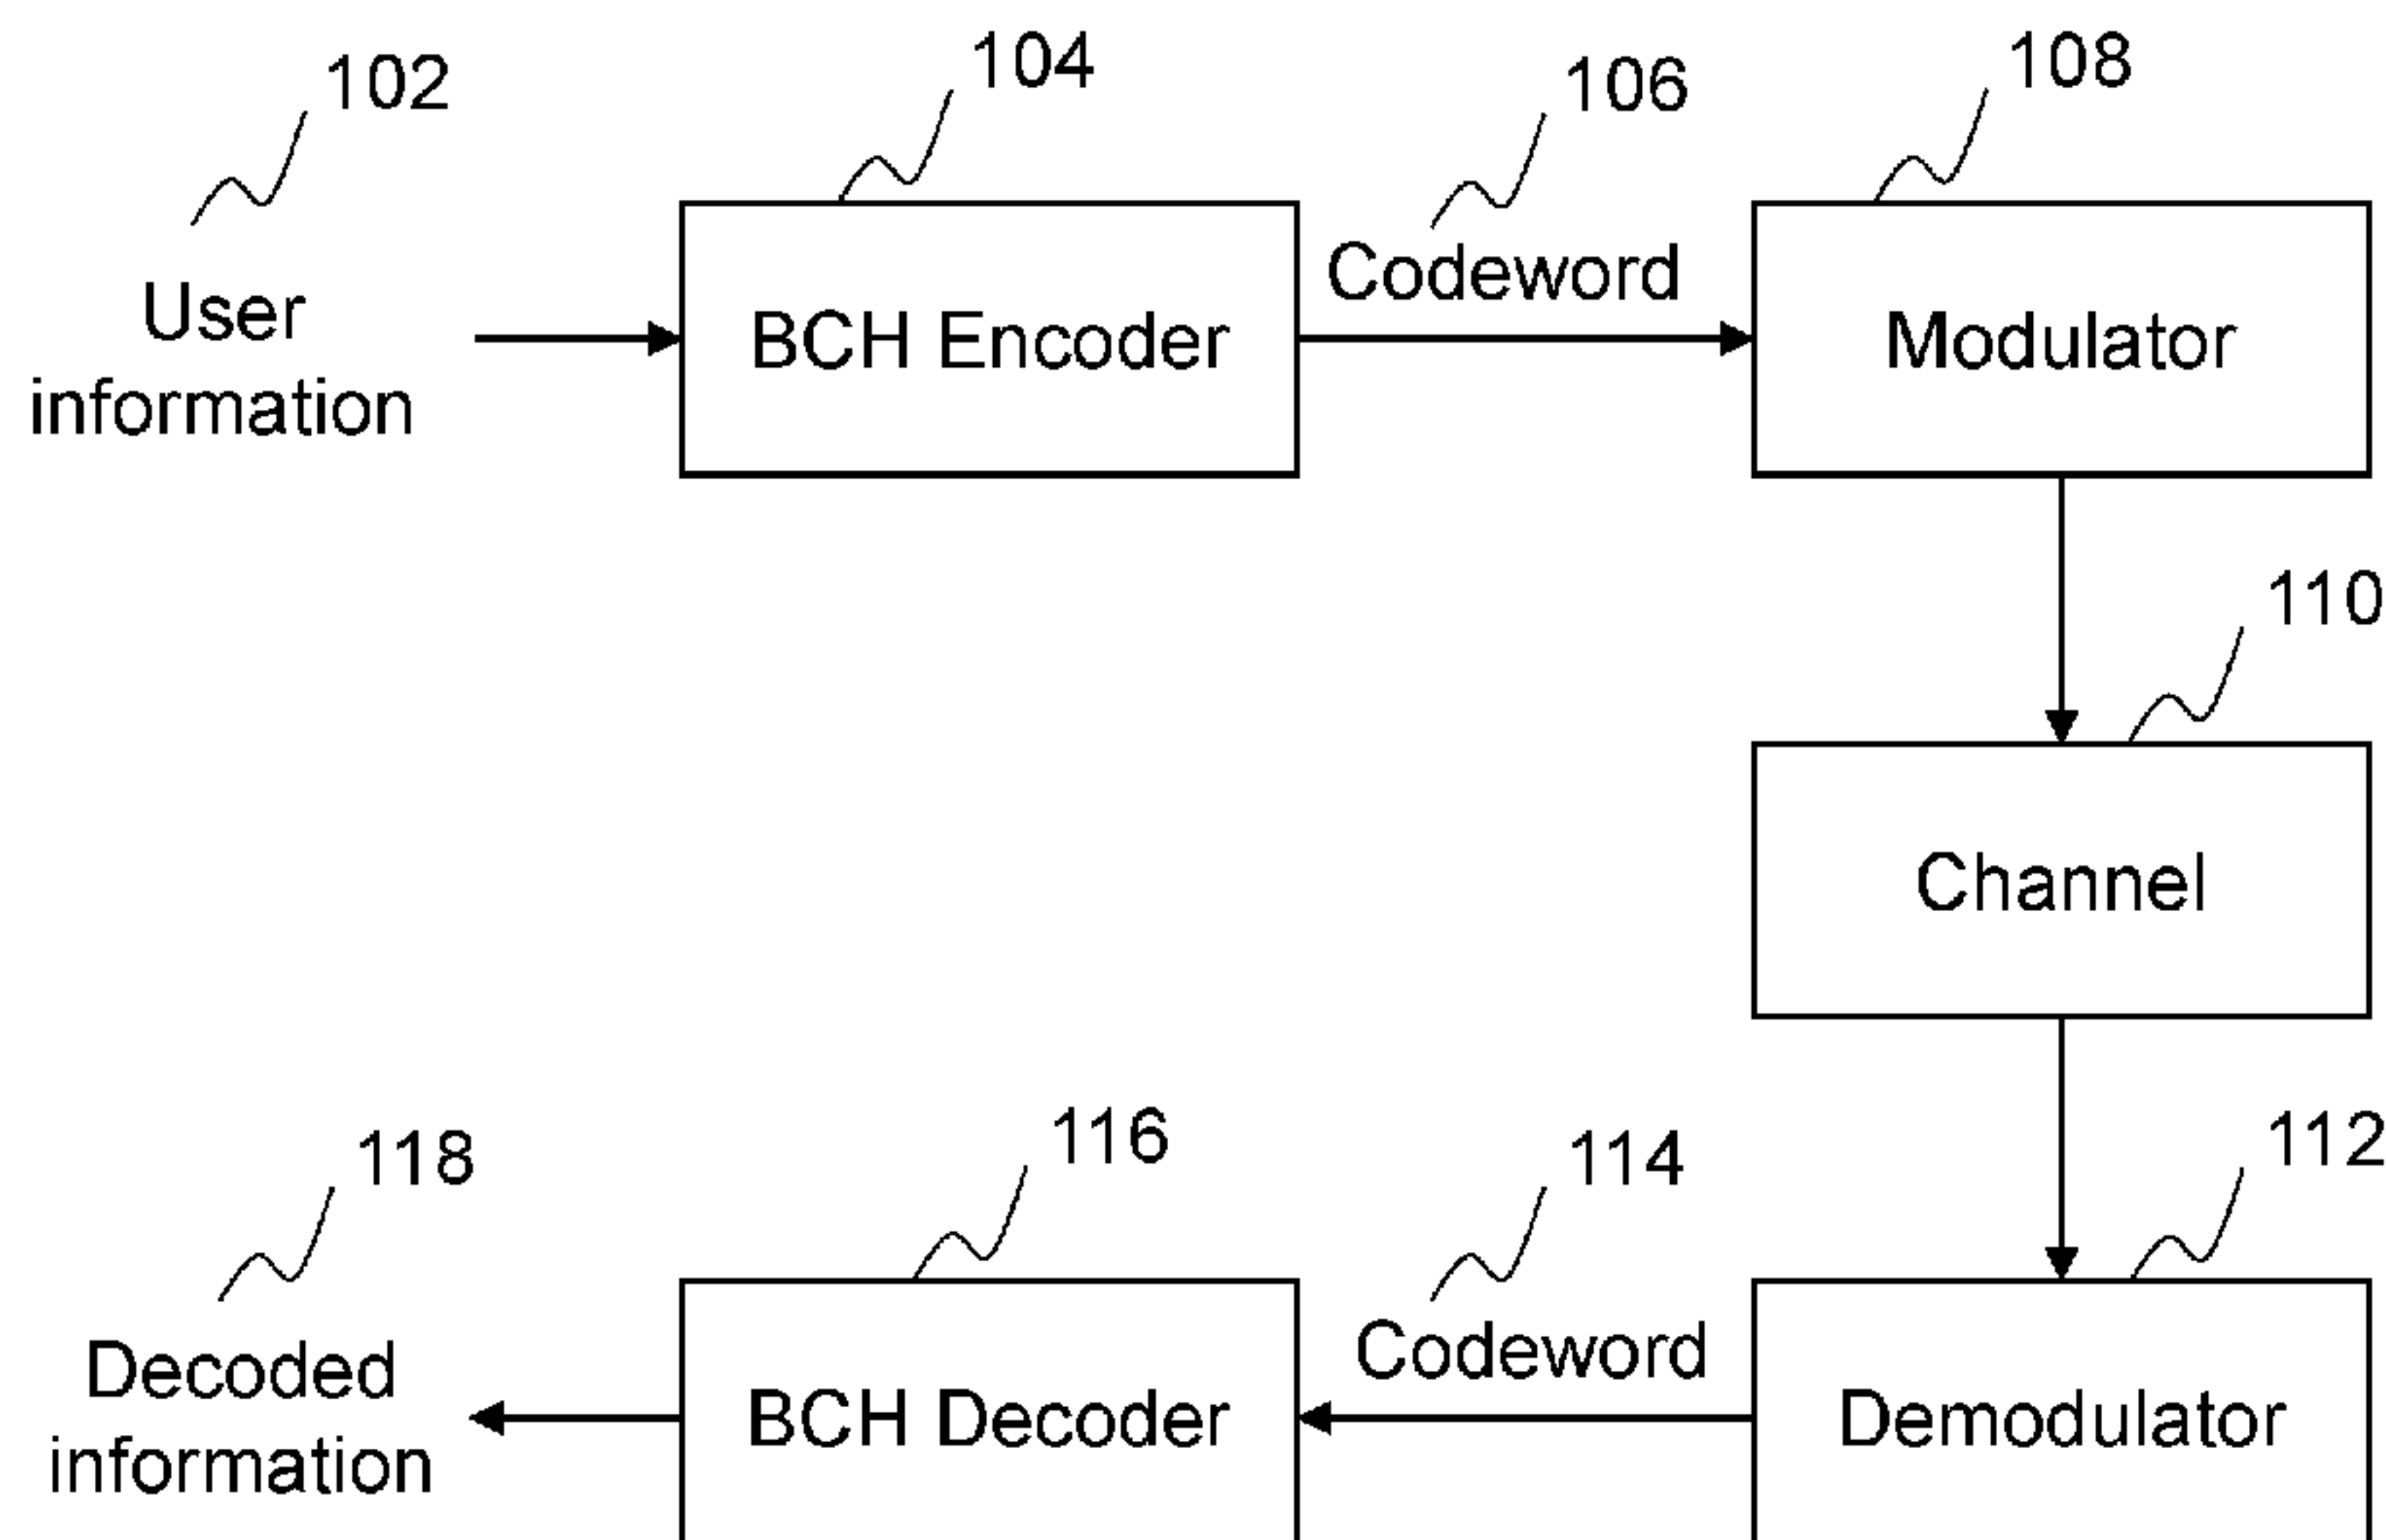 102
104
106
108
User
information
BCH Encoder
Codeword
Modulator
110
Channel
112
118
116
114
Decoded
information
BCH Decoder
Codeword
Demodulator